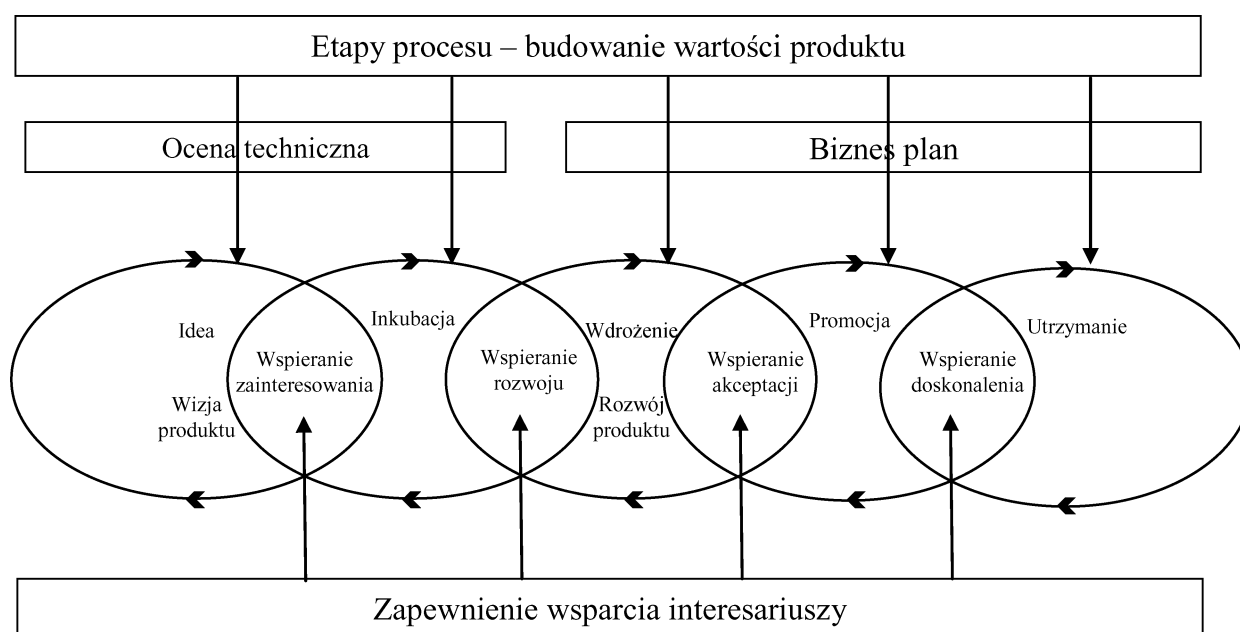 Etapy procesu – budowanie wartości produktu
Ocena techniczna
Biznes plan
Idea
Wizja
produktu
Wspieranie
zainteresowania
Inkubacja
Wspieranie
rozwoju
Wdrożenie
Rozwój
produktu
Wspieranie
akceptacji
Promocja
Wspieranie
doskonalenia
Utrzymanie
Zapewnienie wsparcia interesariuszy